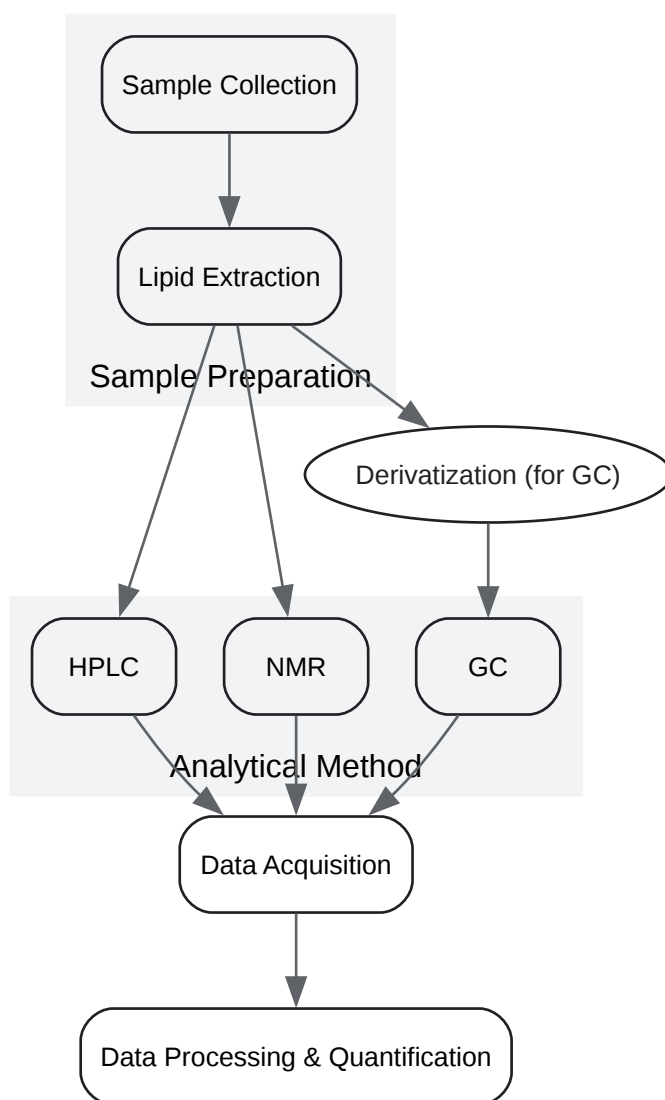 Sample Collection
Lipid Extraction
Sample Preparation
Derivatization (for GC)
HPLC
NMR
GC
Analytical Method
Data Acquisition
Data Processing & Quantification